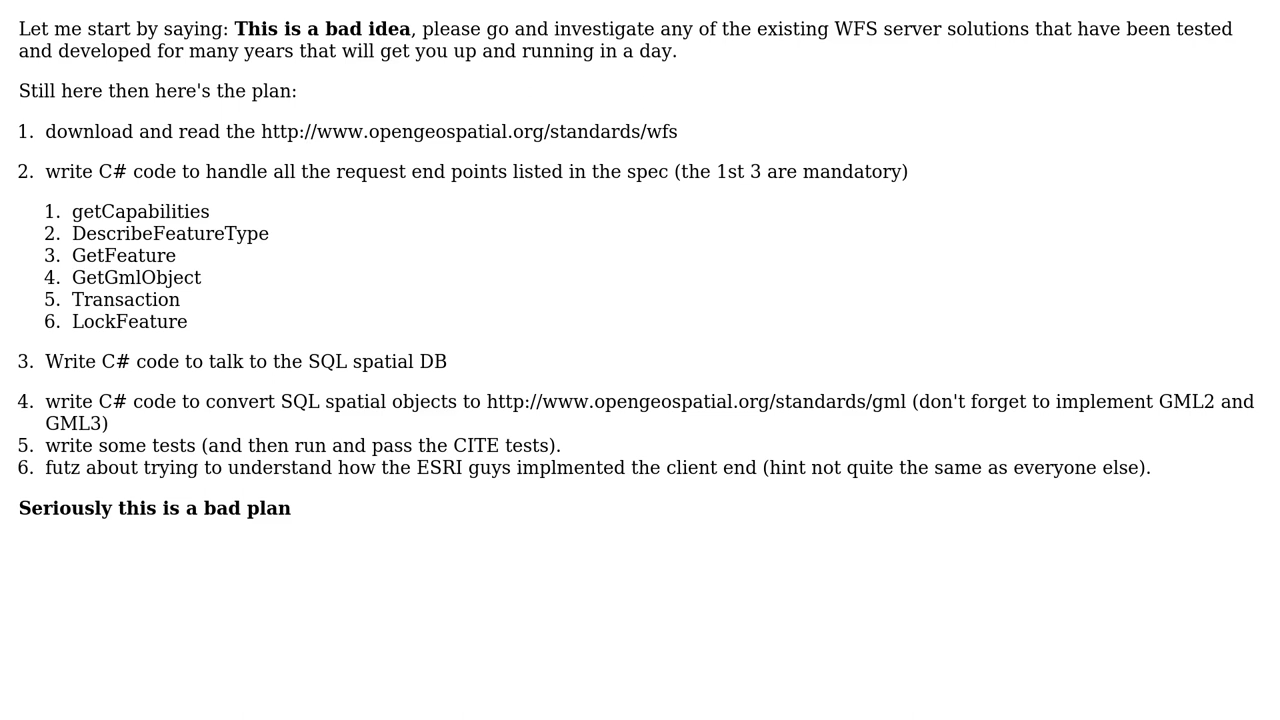 Let me start by saying: This is a bad idea, please go and investigate any of the existing WFS server solutions that have been tested
and developed for many years that will get you up and running in a day.
Still here then here's the plan:
1. download and read the http://www.opengeospatial.org/standards/wfs
2. write C# code to handle all the request end points listed in the spec (the 1st 3 are mandatory)
1. getCapabilities
2. DescribeFeatureType
3. GetFeature
4. GetGmlObject
5. Transaction
6. LockFeature
3. Write C# code to talk to the SQL spatial DB
4. write C# code to convert SQL spatial objects to http://www.opengeospatial.org/standards/gml (don't forget to implement GML2 and
GML3)
5. write some tests (and then run and pass the CITE tests).
6. futz about trying to understand how the ESRI guys implmented the client end (hint not quite the same as everyone else).
Seriously this is a bad plan